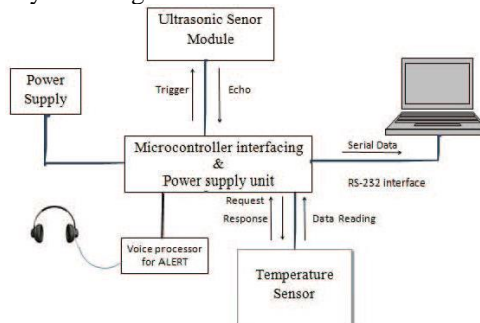 Ultrasonic Senor
Module
Power
Supply
Trigger
Echo
Microcontroller interfacing
&
Power supply unit
Serial Data
RS-232 interface
Request
Response
Data Reading
Voice processor
for ALERT
Temperature
Sensor